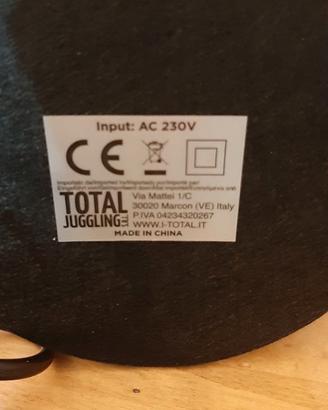 Input: AC 230V
CE
TOTAL
JUGGLING
Via Mattei 1/C
30020 Marcon (VE) Italy
P.IVA 04234320267
WWW.I-TOTAL.IT
MADE IN CHINA